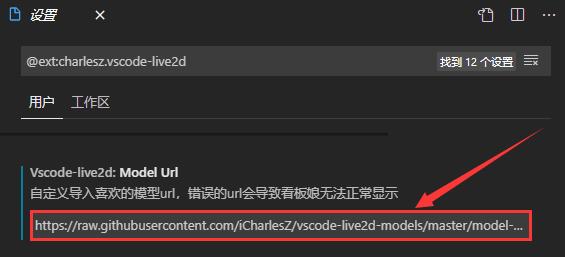 设置
@ext:charlesz.vscode-live2d
找到 12 个设置
用户 工作区
Vscode-live2d: Model Url
自定义导入喜欢的模型url，错误的url会导致看板娘无法正常显示
https://raw.githubusercontent.com/iCharlesZ/vscode-live2d-models/master/model-...